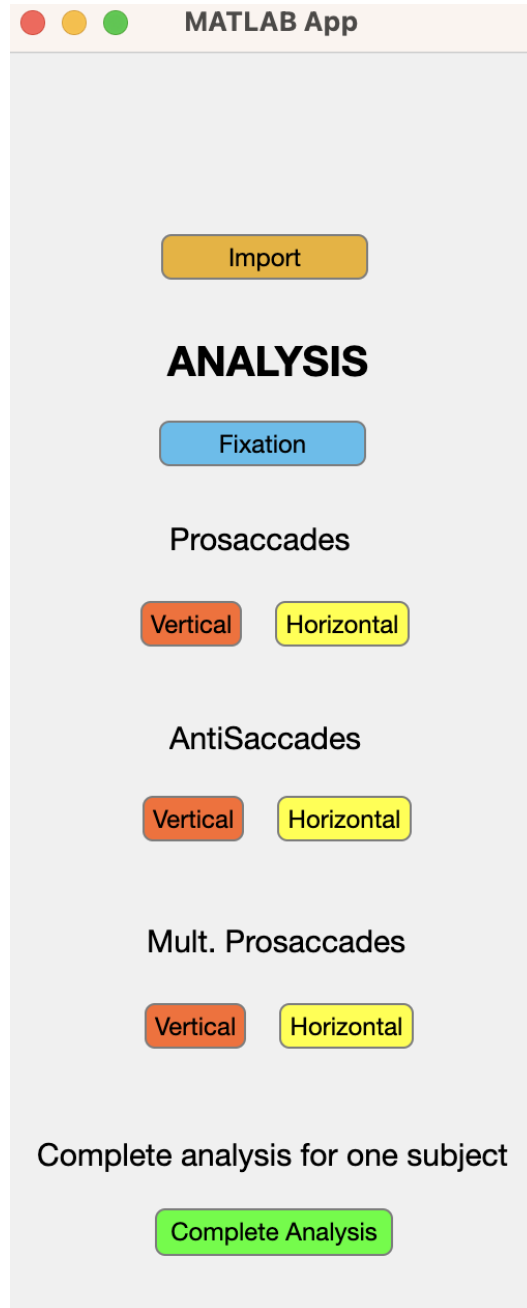 MATLAB App
Import
ANALYSIS
Fixation
Prosaccades
Vertical Horizontal
AntiSaccades
Vertical Horizontal
Mult. Prosaccades
Vertical Horizontal
Complete analysis for one subject
Complete Analysis